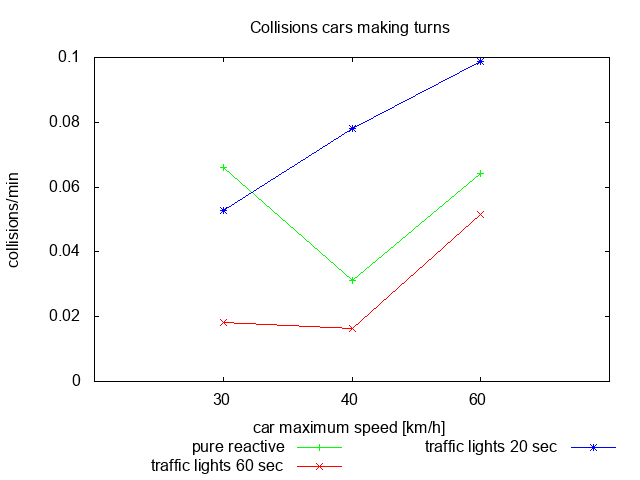 Collisions cars making turns
0.1
0.08
0.06
0.04
0.02
0
collisions/min
30 40 60
car maximum speed [km/h]
pure reactive traffic lights 20 sec
traffic lights 60 sec